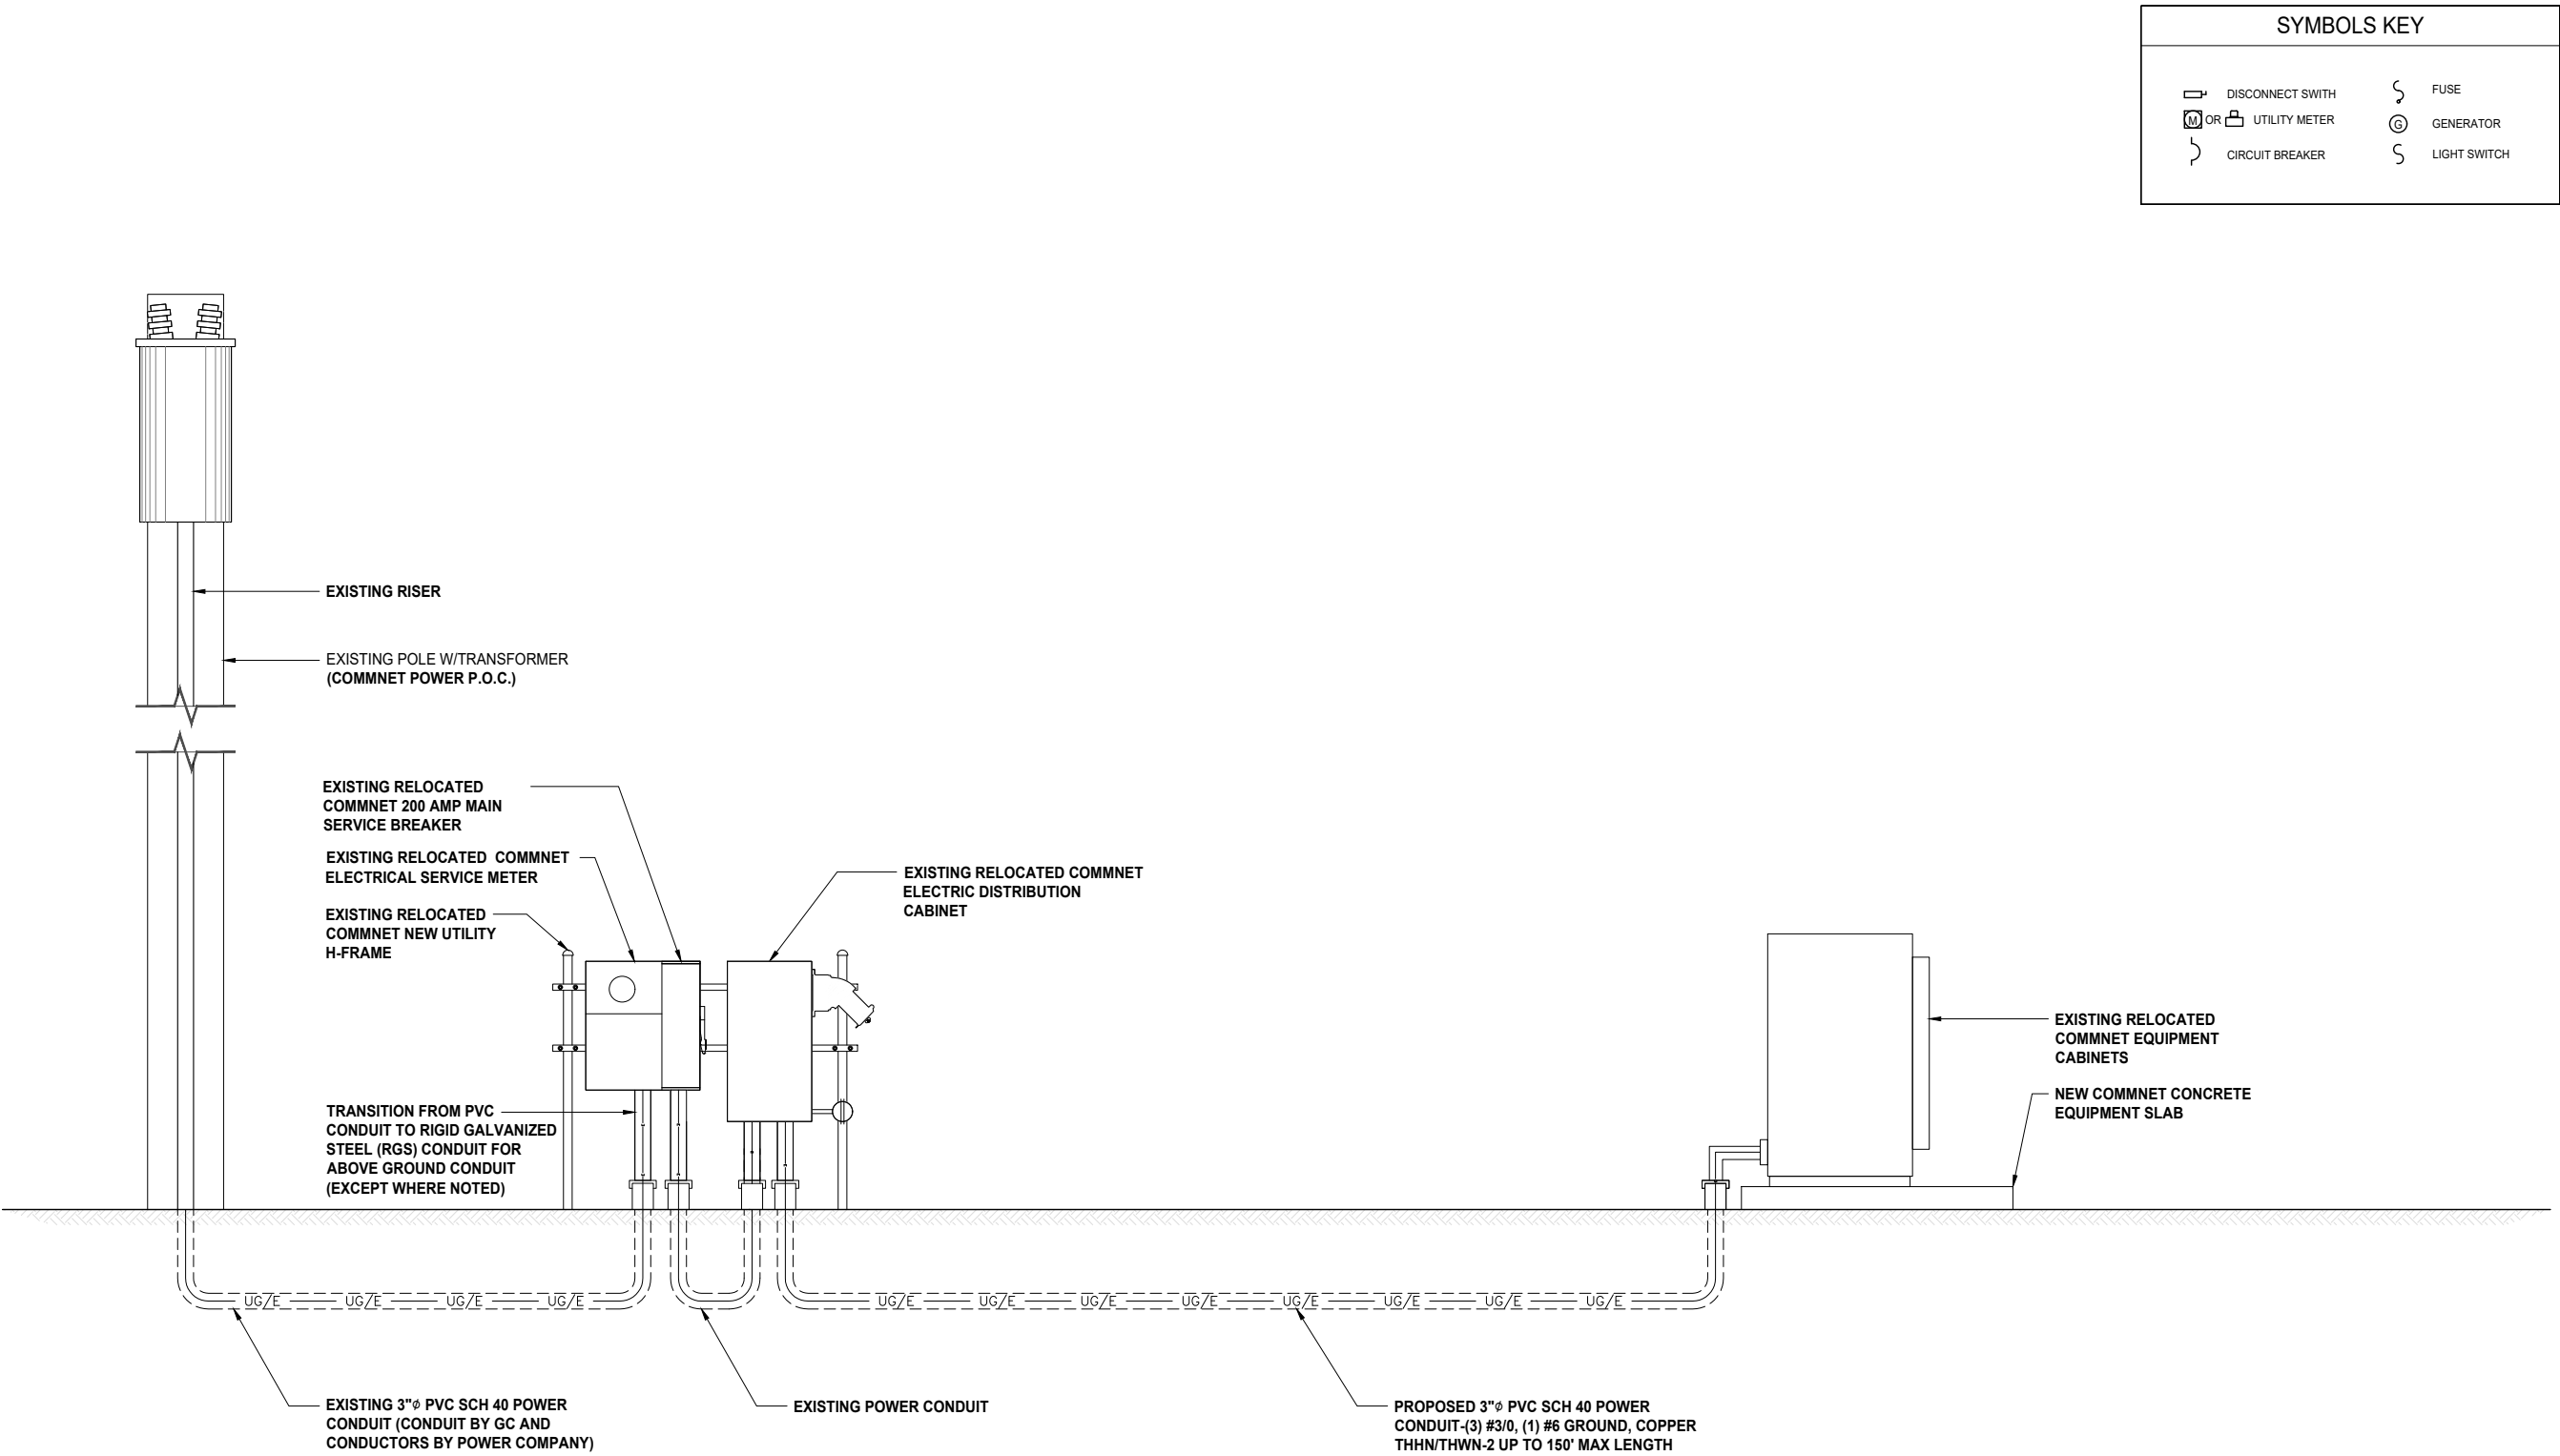 SYMBOLS KEY
DISCONNECT SWITH
FUSE
M OR UTILITY METER
G GENERATOR
CIRCUIT BREAKER
LIGHT SWITCH
EXISTING RISER
EXISTING POLE W/TRANSFORMER
(COMMNET POWER P.O.C.)
EXISTING RELOCATED
COMMNET 200 AMP MAIN
SERVICE BREAKER
EXISTING RELOCATED COMMNET
ELECTRICAL SERVICE METER
EXISTING RELOCATED
COMMNET NEW UTILITY
H-FRAME
EXISTING RELOCATED COMMNET
ELECTRIC DISTRIBUTION
CABINET
EXISTING RELOCATED
COMMNET EQUIPMENT
CABINETS
NEW COMMNET CONCRETE
EQUIPMENT SLAB
TRANSITION FROM PVC
CONDUIT TO RIGID GALVANIZED
STEEL (RGS) CONDUIT FOR
ABOVE GROUND CONDUIT
(EXCEPT WHERE NOTED)
UG/E UG/E UG/E UG/E
UG/E UG/E UG/E UG/E UG/E UG/E UG/E UG/E
EXISTING 3"⌀ PVC SCH 40 POWER
CONDUIT (CONDUIT BY GC AND
CONDUCTORS BY POWER COMPANY)
EXISTING POWER CONDUIT
PROPOSED 3"⌀ PVC SCH 40 POWER
CONDUIT-(3) #3/0, (1) #6 GROUND, COPPER
THHN/THWN-2 UP TO 150' MAX LENGTH